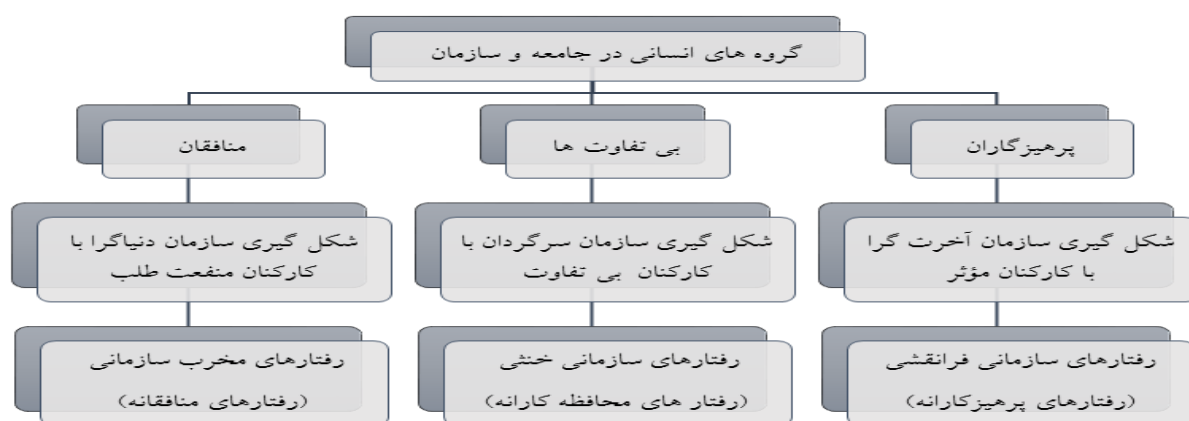 گروه های انسانی در جامعه و سازمان
پرهیزگاران
بی تفاوت ها
منافقان
شکل گیری سازمان آخرت گرا
با کارکنان مؤثر
شکل گیری سازمان سرگردان با
کارکنان بی تفاوت
شکل گیری سازمان دنیاگرا با
کارکنان منفعت طلب
رفتارهای سازمانی فرانقشی
(رفتارهای پرهیزکارانه)
رفتارهای سازمانی خنثی
(رفتار های محافظه کارانه)
رفتارهای مخرب سازمانی
(رفتارهای منافقانه)